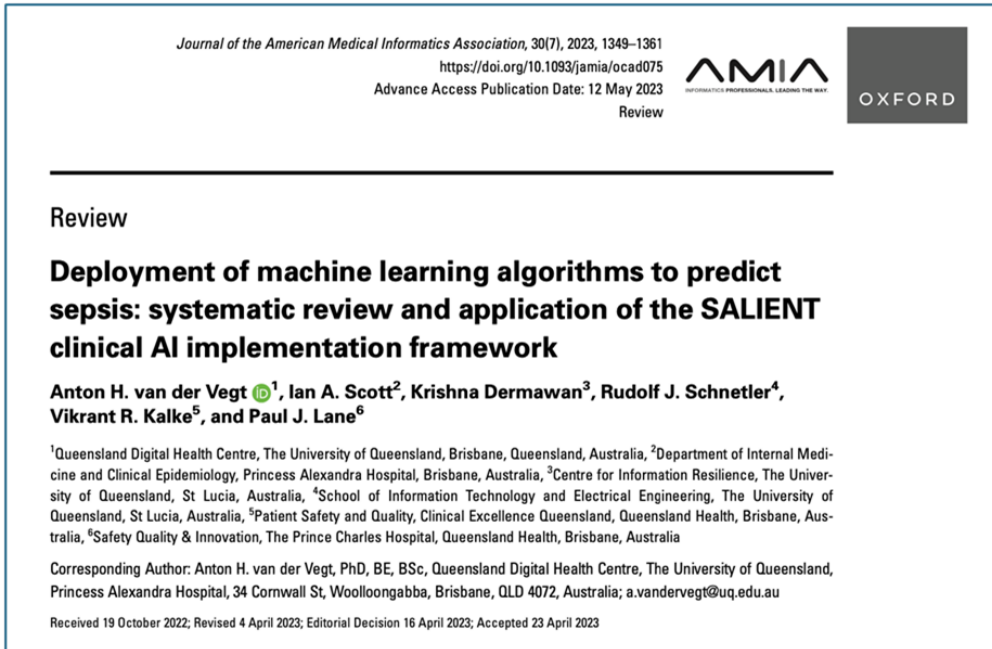 Journal of the American Medical Informatics Association, 30(7), 2023, 1349–1361
https://doi.org/10.1093/jamia/ocad075
Advance Access Publication Date: 12 May 2023
Review
AMIA
INFORMATICS PROFESSIONALS. LEADING THE WAY.
OXFORD
Review
Deployment of machine learning algorithms to predict
sepsis: systematic review and application of the SALIENT
clinical AI implementation framework
Anton H. van der Vegt iD 1, Ian A. Scott2, Krishna Dermawan3, Rudolf J. Schnetler4,
Vikrant R. Kalke5, and Paul J. Lane6
1Queensland Digital Health Centre, The University of Queensland, Brisbane, Queensland, Australia, 2Department of Internal Medi-
cine and Clinical Epidemiology, Princess Alexandra Hospital, Brisbane, Australia, 3Centre for Information Resilience, The Univer-
sity of Queensland, St Lucia, Australia, 4School of Information Technology and Electrical Engineering, The University of
Queensland, St Lucia, Australia, 5Patient Safety and Quality, Clinical Excellence Queensland, Queensland Health, Brisbane, Aus-
tralia, 6Safety Quality & Innovation, The Prince Charles Hospital, Queensland Health, Brisbane, Australia
Corresponding Author: Anton H. van der Vegt, PhD, BE, BSc, Queensland Digital Health Centre, The University of Queensland,
Princess Alexandra Hospital, 34 Cornwall St, Woolloongabba, Brisbane, QLD 4072, Australia; a.vandervegt@uq.edu.au
Received 19 October 2022; Revised 4 April 2023; Editorial Decision 16 April 2023; Accepted 23 April 2023